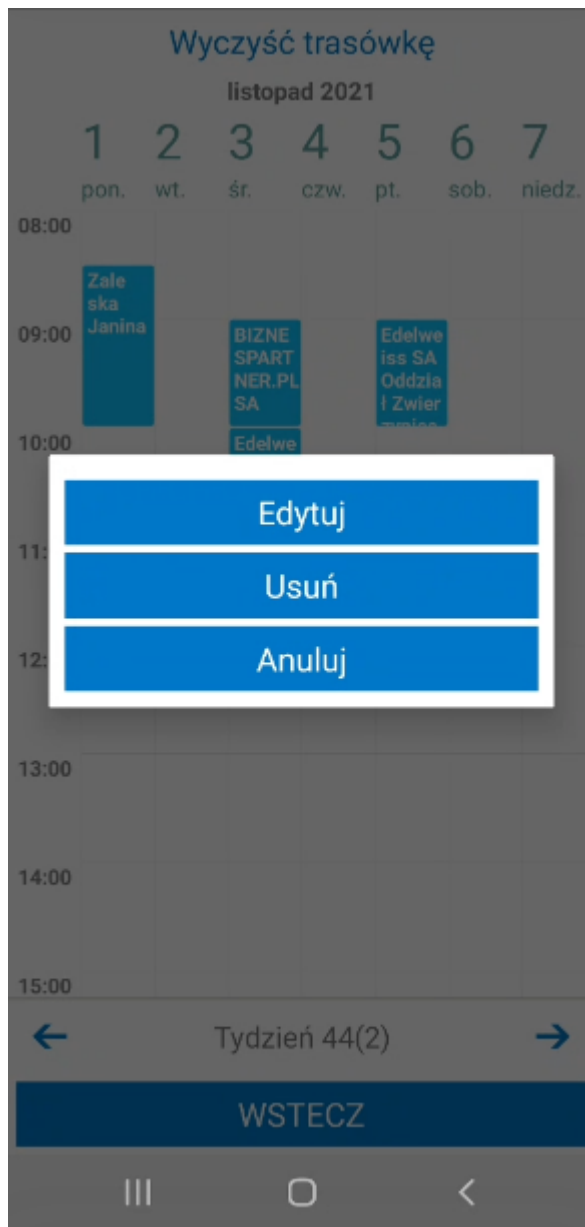 Wyczyść trasówkę
listopad 2021
1 2 3 4 5 6 7
pon. wt. śr. czw. pt. sob. niedz.
08:00
Zale
ska
Janina
09:00
BIZNE
SPART
NER.PL
SA
Edelwe
iss SA
Oddzia
ł Zwier
10:00
Edelwe
Edytuj
11:
Usuń
12:
Anuluj
13:00
14:00
15:00
Tydzień 44(2)
WSTECZ